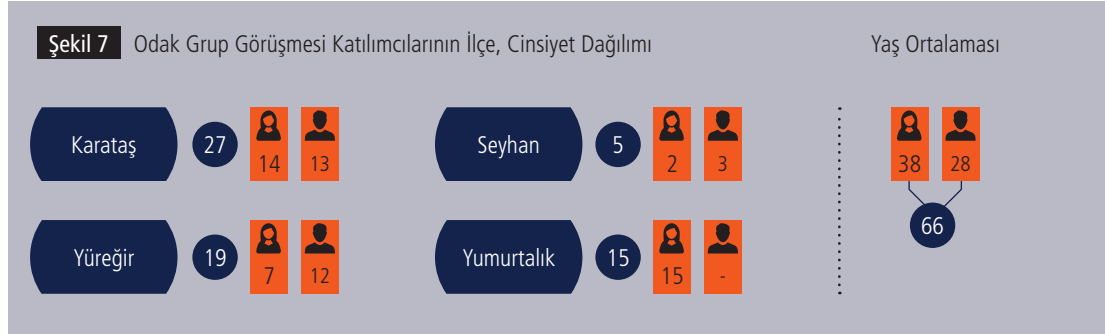 Şekil 7 Odak Grup Görüşmesi Katılımcılarının İlçe, Cinsiyet Dağılımı
Yaş Ortalaması
Karataş 27 14 13
Seyhan 5 2 3
38 28
66
Yüreğir 19 7 12
Yumurtalık 15 15 -